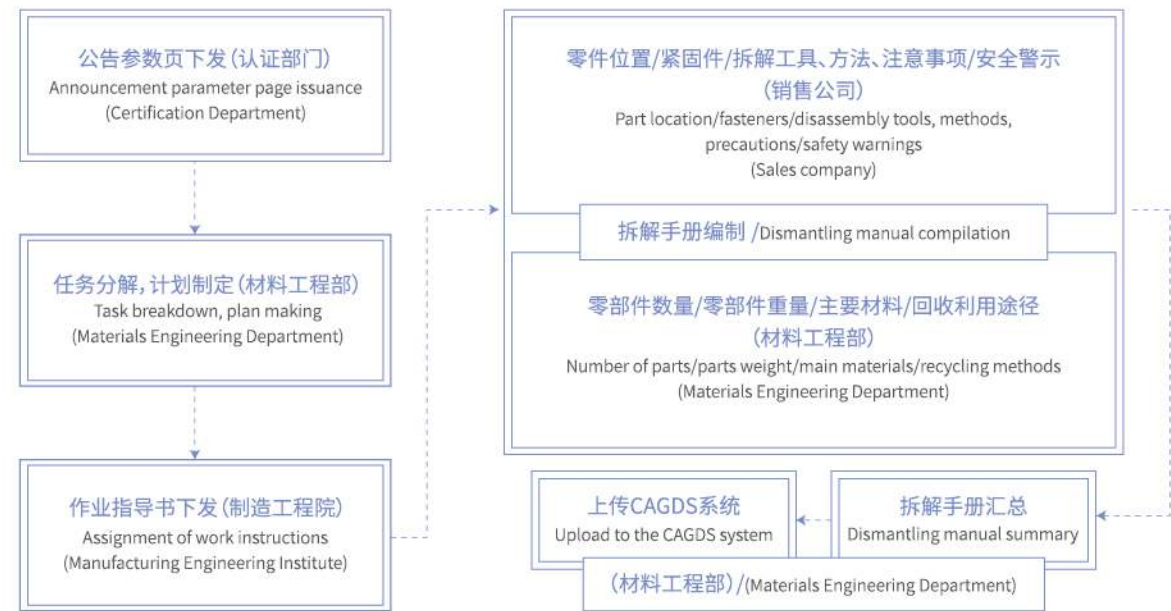 公告参数页下发（认证部门）
Announcement parameter page issuance
(Certification Department)
任务分解，计划制定（材料工程部）
Task breakdown, plan making
(Materials Engineering Department)
作业指导书下发（制造工程院）
Assignment of work instructions
(Manufacturing Engineering Institute)
零件位置/紧固件/拆解工具、方法、注意事项/安全警示
（销售公司）
Part location/fasteners/disassembly tools, methods,
precautions/safety warnings
(Sales company)
拆解手册编制 /Dismantling manual compilation
零部件数量/零部件重量/主要材料/回收利用途径
（材料工程部）
Number of parts/parts weight/main materials/recycling methods
(Materials Engineering Department)
拆解手册汇总
Dismantling manual summary
上传CAGDS系统
Upload to the CAGDS system
（材料工程部）/(Materials Engineering Department)